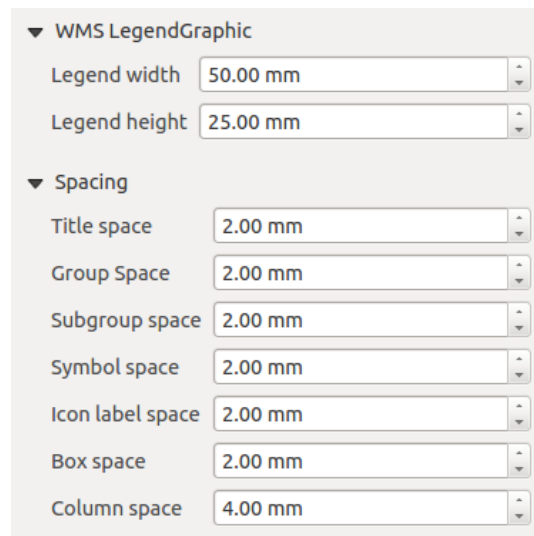 WMS LegendGraphic
Legend width 50.00 mm
Legend height 25.00 mm
Spacing
Title space 2.00 mm
Group Space 2.00 mm
Subgroup space 2.00 mm
Symbol space 2.00 mm
Icon label space 2.00 mm
Box space 2.00 mm
Column space 4.00 mm